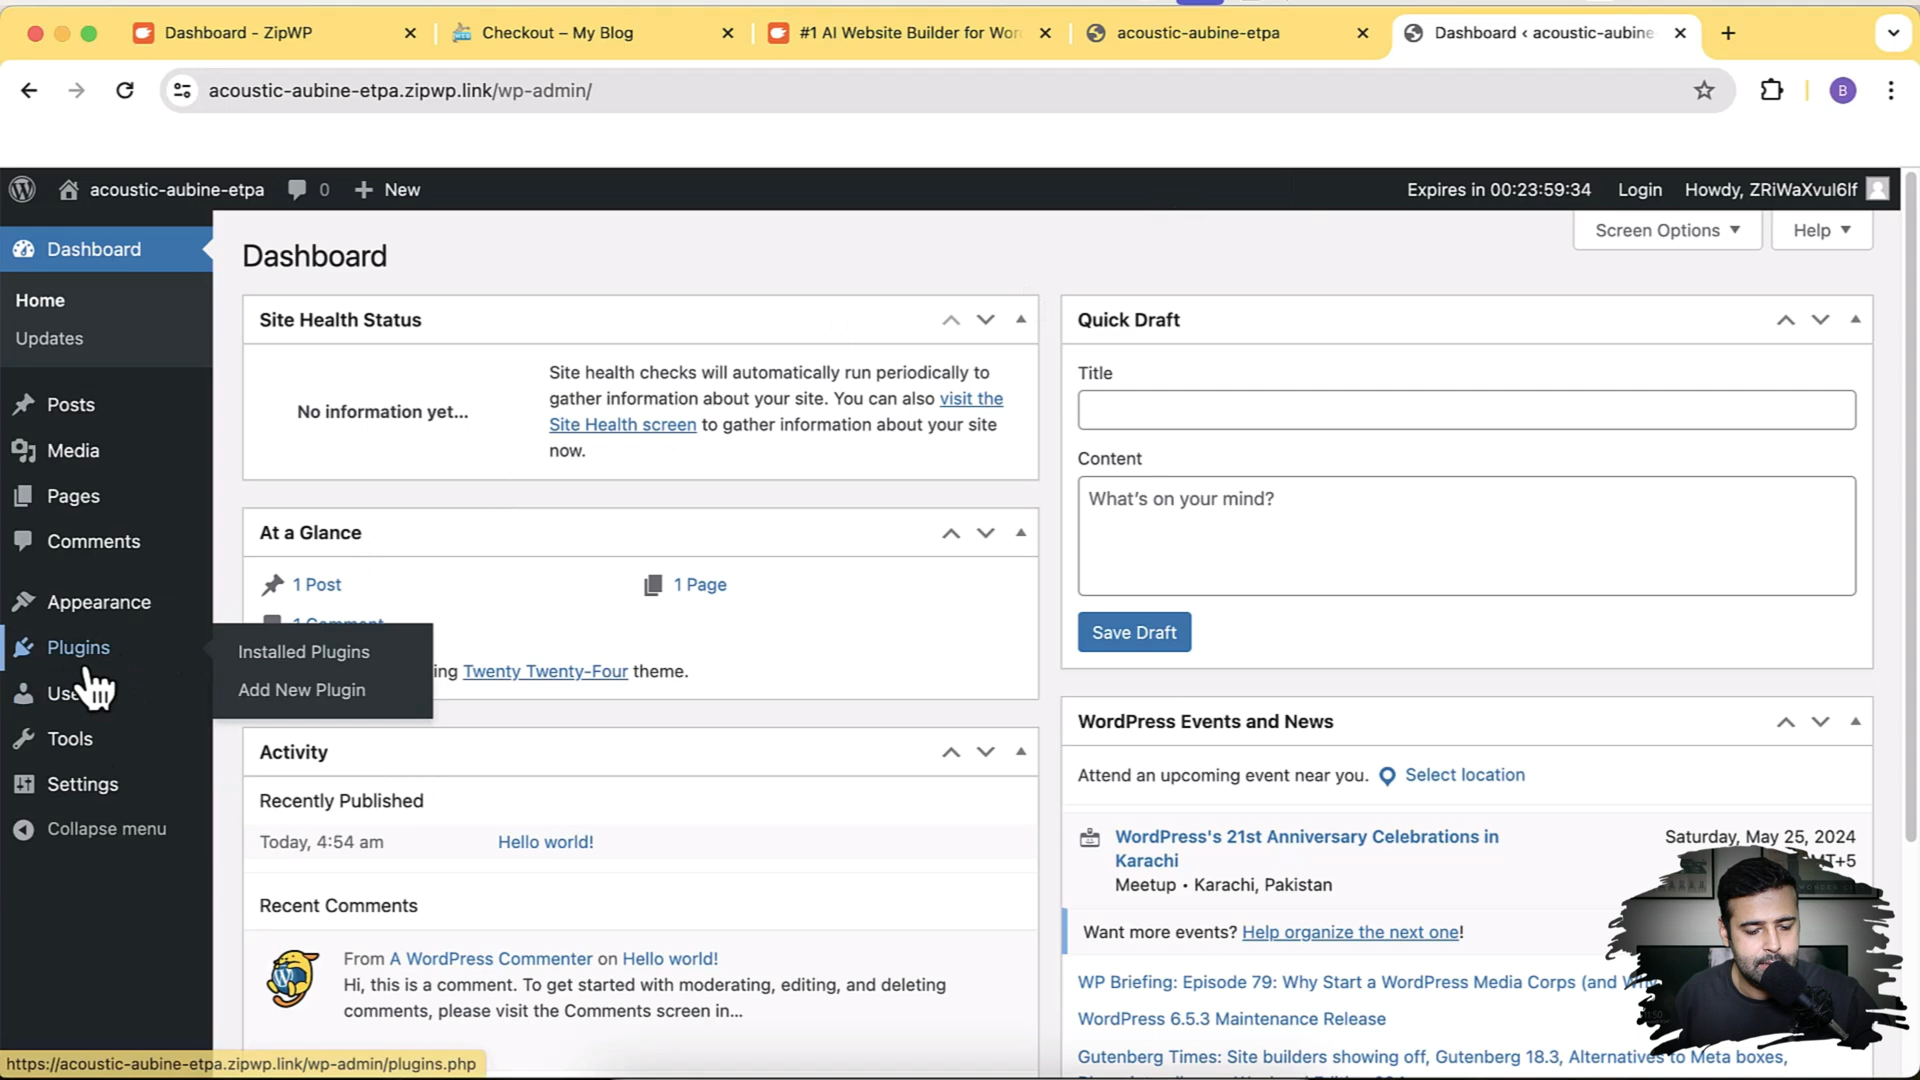 Dashboard - ZipWP
Checkout – My Blog
#1 AI Website Builder for Wor
acoustic-aubine-etpa
Dashboard ‹ acoustic-aubine
acoustic-aubine-etpa.zipwp.link/wp-admin/
B
acoustic-aubine-etpa
0
New
Expires in 00:23:59:34
Login
Howdy, ZRiWaXvul6lf
Dashboard
Home
Updates
Posts
Media
Pages
Comments
Appearance
Plugins
Tools
Settings
Collapse menu
Installed Plugins
Add New Plugin
Dashboard
Screen Options
Help
Site Health Status
No information yet...
Site health checks will automatically run periodically to
gather information about your site. You can also visit the
Site Health screen to gather information about your site
now.
At a Glance
1 Post
1 Page
1 Comment
Twenty Twenty-Four theme.
Activity
Recently Published
Today, 4:54 am
Hello world!
Recent Comments
From A WordPress Commenter on Hello world!
Hi, this is a comment. To get started with moderating, editing, and deleting
comments, please visit the Comments screen in...
Quick Draft
Title
Content
What's on your mind?
Save Draft
WordPress Events and News
Attend an upcoming event near you.
Select location
WordPress's 21st Anniversary Celebrations in
Karachi
Meetup • Karachi, Pakistan
Saturday, May 25, 2024
Want more events? Help organize the next one!
WP Briefing: Episode 79: Why Start a WordPress Media Corps (and
WordPress 6.5.3 Maintenance Release
Gutenberg Times: Site builders showing off, Gutenberg 18.3, Alternatives to Meta boxes,
https://acoustic-aubine-etpa.zipwp.link/wp-admin/plugins.php